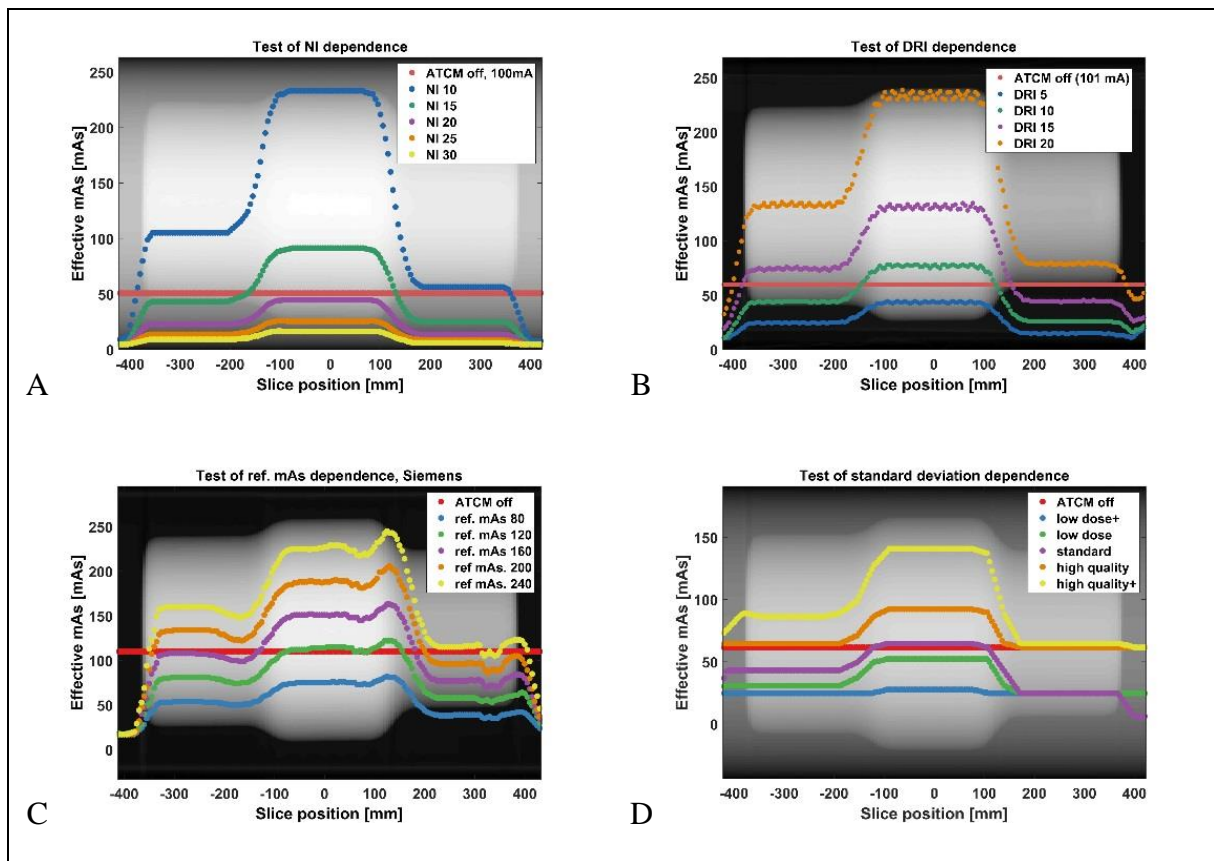 Test of NI dependence
Effective mAs [mAs]
250
200
150
100
50
0
ATCM off, 100mA
NI 10
NI 15
NI 20
NI 25
NI 30
-400 -300 -200 -100 0 100 200 300 400
Slice position [mm]
A
Test of DRI dependence
Effective mAs [mAs]
250
200
150
100
50
0
ATCM off (101 mA)
DRI 5
DRI 10
DRI 15
DRI 20
-400 -300 -200 -100 0 100 200 300 400
Slice position [mm]
B
Test of ref. mAs dependence, Siemens
Effective mAs [mAs]
250
200
150
100
50
0
ATCM off
ref. mAs 80
ref. mAs 120
ref. mAs 160
ref. mAs 200
ref mAs. 240
-400 -300 -200 -100 0 100 200 300 400
Slice position [mm]
C
Test of standard deviation dependence
Effective mAs [mAs]
150
100
50
0
ATCM off
low dose+
low dose
standard
high quality
high quality+
-400 -300 -200 -100 0 100 200 300 400
Slice position [mm]
D